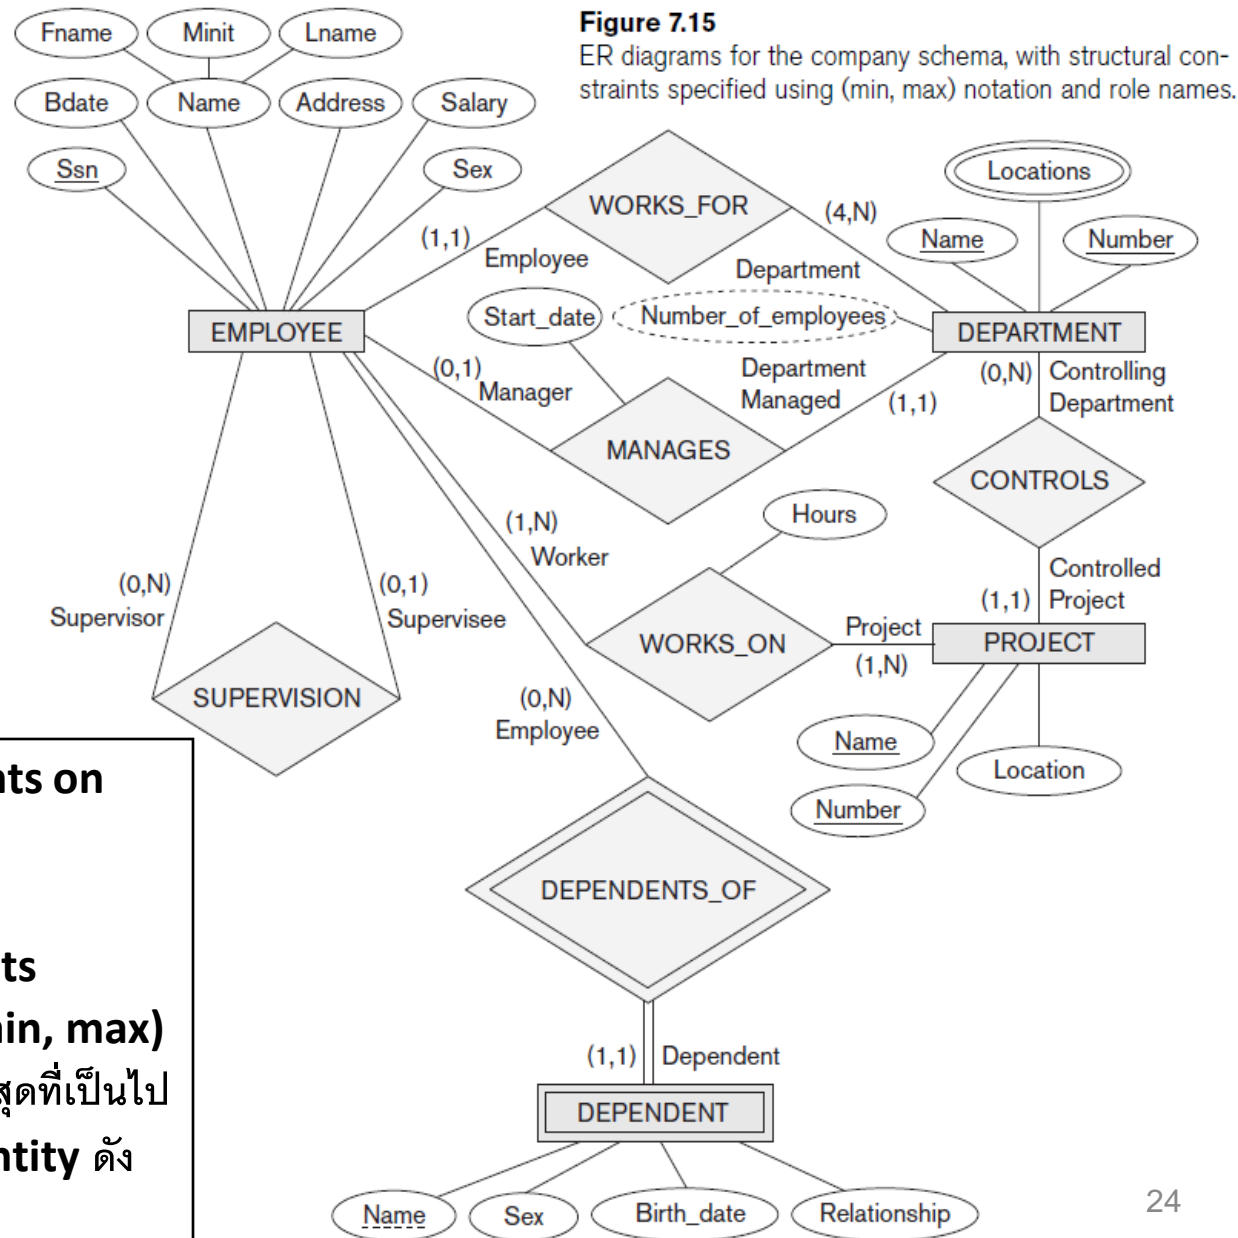 Figure 7.15
ER diagrams for the company schema, with structural con-
straints specified using (min, max) notation and role names.
Fname
Minit
Lname
Bdate
Name
Address
Salary
Ssn
Sex
WORKS_FOR
Locations
(4,N)
(1,1)
Employee
Department
Name
Number
Start_date
Number_of_employees
EMPLOYEE
DEPARTMENT
(0,1)
Manager
Department
Managed
(1,1)
(0,N)
Controlling
Department
MANAGES
CONTROLS
Hours
(1,N)
Worker
(0,N)
Supervisor
(0,1)
Supervisee
Controlled
Project
(1,1)
WORKS_ON
Project
(1,N)
PROJECT
SUPERVISION
(0,N)
Employee
Name
Location
Number
nts on
ts
in, max)
สุดที่เป็นไป
ntity ดัง
DEPENDENTS_OF
(1,1)
Dependent
DEPENDENT
Name
Sex
Birth_date
Relationship
24